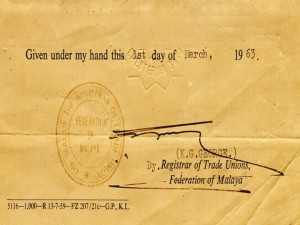 Given under my hand this 1st day of March, 1963.
FEDERATION
OF
MALAYA
(K.G. GEORGE.)
Dy. Registrar of Trade Unions,
Federation of Malaya
5116—1,000—R 13-7-59—FZ 207/21c—G.P., K.L.